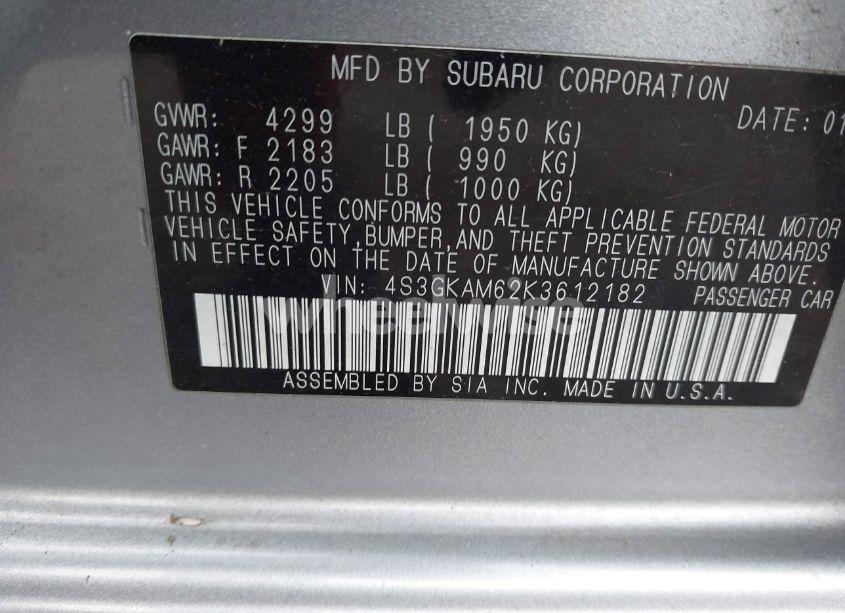 MFD BY SUBARU CORPORATION
GVWR: 4299 LB ( 1950 KG) DATE: 01
GAWR: F 2183 LB ( 990 KG)
GAWR: R 2205 LB ( 1000 KG)
THIS VEHICLE CONFORMS TO ALL APPLICABLE FEDERAL MOTOR
VEHICLE SAFETY,BUMPER,AND THEFT PREVENTION STANDARDS
IN EFFECT ON THE DATE OF MANUFACTURE SHOWN ABOVE.
VIN: 4S3GKAM62K3612182 PASSENGER CAR
wheelwise
ASSEMBLED BY SIA INC. MADE IN U.S.A.